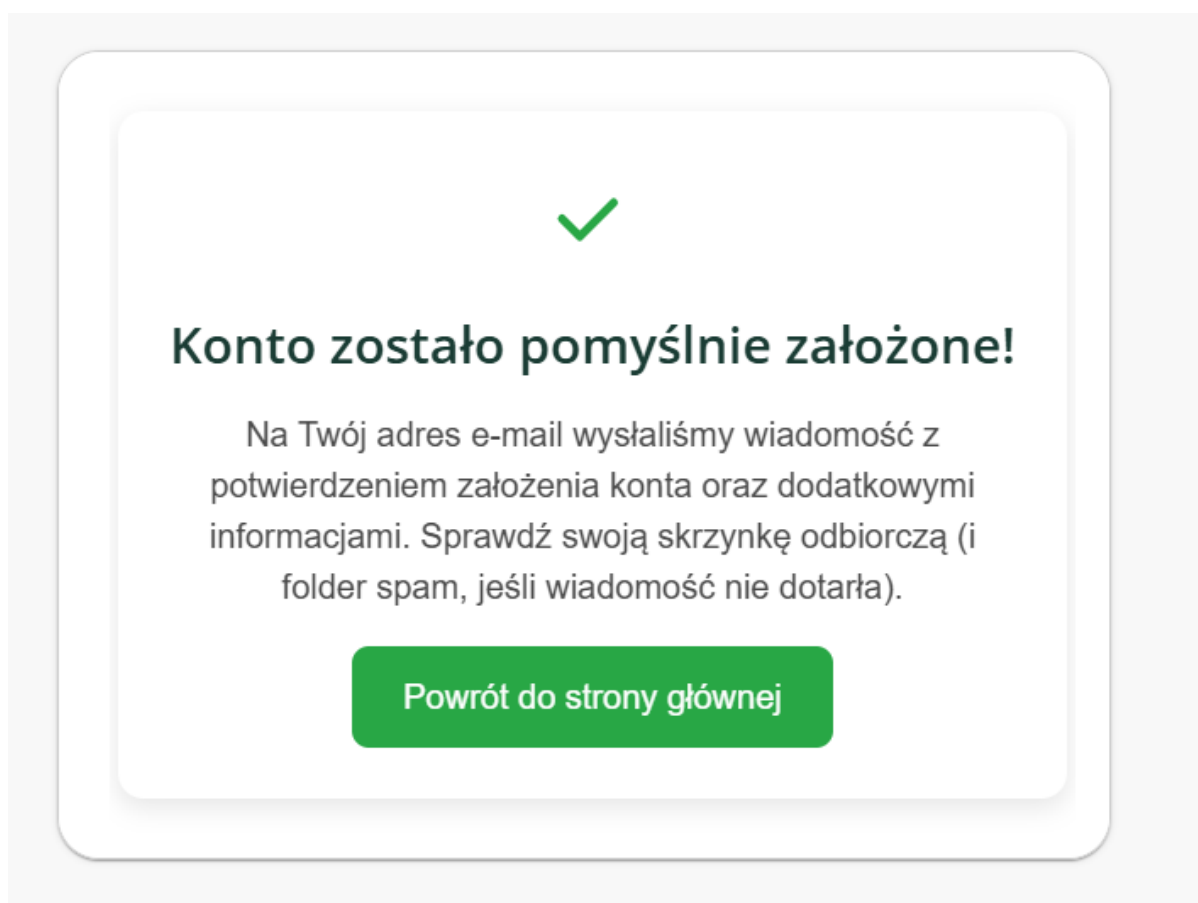 Konto zostało pomyślnie założone!
Na Twój adres e-mail wysłaliśmy wiadomość z
potwierdzeniem założenia konta oraz dodatkowymi
informacjami. Sprawdź swoją skrzynkę odbiorczą (i
folder spam, jeśli wiadomość nie dotarła).
Powrót do strony głównej